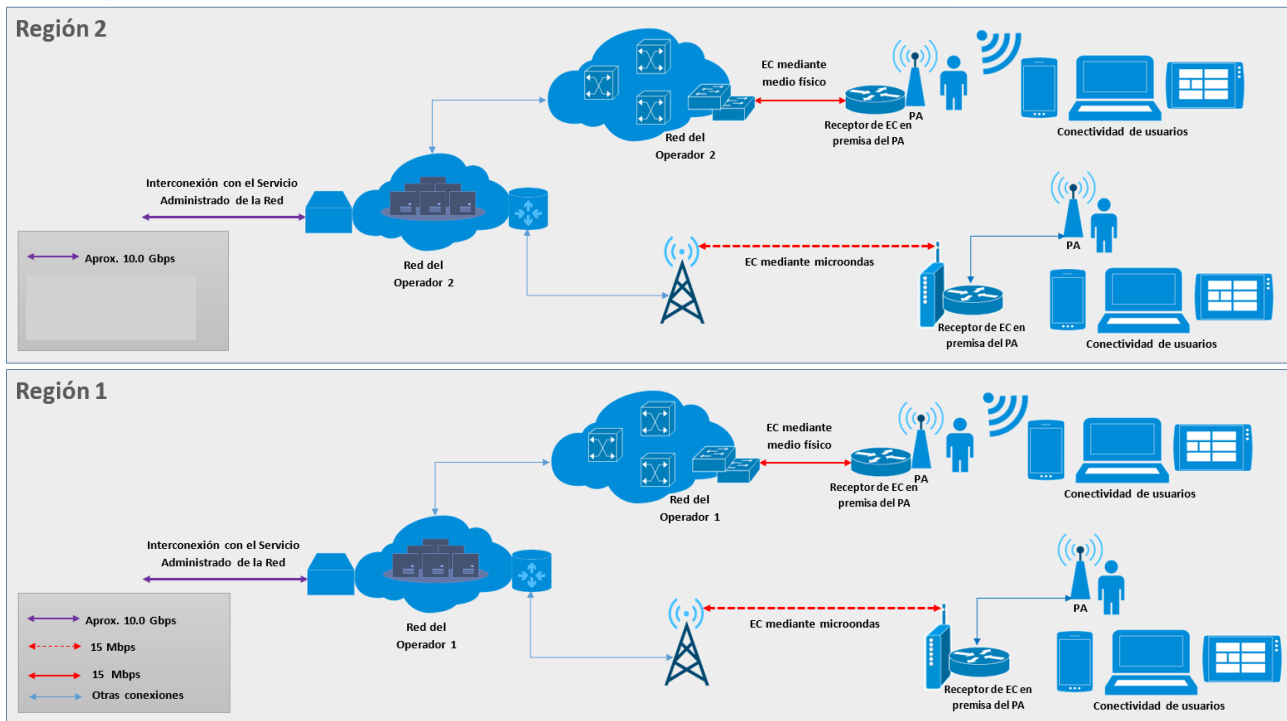 Región 2
EC mediante
medio físico
PA
Receptor de EC en
premisa del PA
Conectividad de usuarios
Red del
Operador 2
Interconexión con el Servicio
Administrado de la Red
Red del
Operador 2
Aprox. 10.0 Gbps
EC mediante microondas
PA
Receptor de EC en
premisa del PA
Conectividad de usuarios
Región 1
EC mediante
medio físico
PA
Receptor de EC en
premisa del PA
Conectividad de usuarios
Red del
Operador 1
Interconexión con el Servicio
Administrado de la Red
Red del
Operador 1
Aprox. 10.0 Gbps
15 Mbps
15 Mbps
Otras conexiones
EC mediante microondas
PA
Receptor de EC en
premisa del PA
Conectividad de usuarios